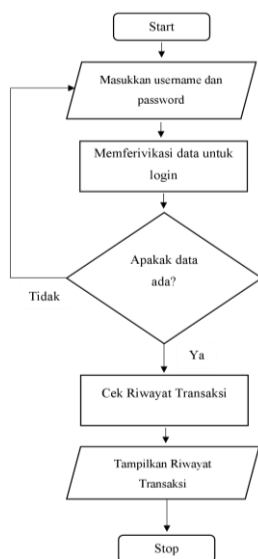 Start
Masukkan username dan
password
Memferivikasi data untuk
login
Apakak data
ada?
Tidak
Ya
Cek Riwayat Transaksi
Tampilkan Riwayat
Transaksi
Stop